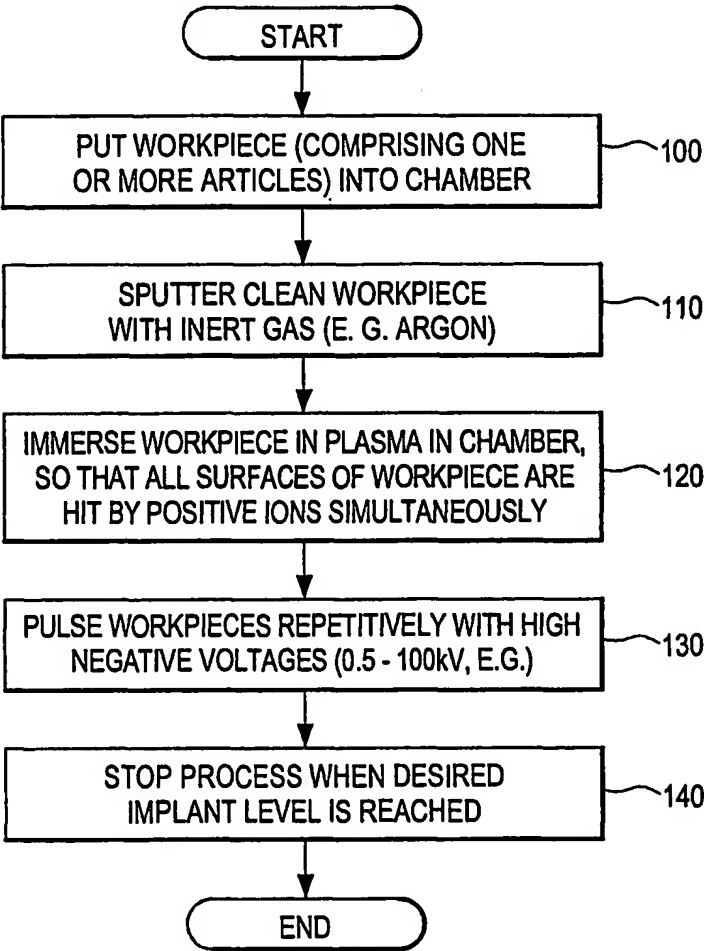 START
PUT WORKPIECE (COMPRISING ONE
OR MORE ARTICLES) INTO CHAMBER
100
SPUTTER CLEAN WORKPIECE
WITH INERT GAS (E. G. ARGON)
110
IMMERSE WORKPIECE IN PLASMA IN CHAMBER,
SO THAT ALL SURFACES OF WORKPIECE ARE
HIT BY POSITIVE IONS SIMULTANEOUSLY
120
PULSE WORKPIECES REPETITIVELY WITH HIGH
NEGATIVE VOLTAGES (0.5 - 100kV, E.G.)
130
STOP PROCESS WHEN DESIRED
IMPLANT LEVEL IS REACHED
140
END